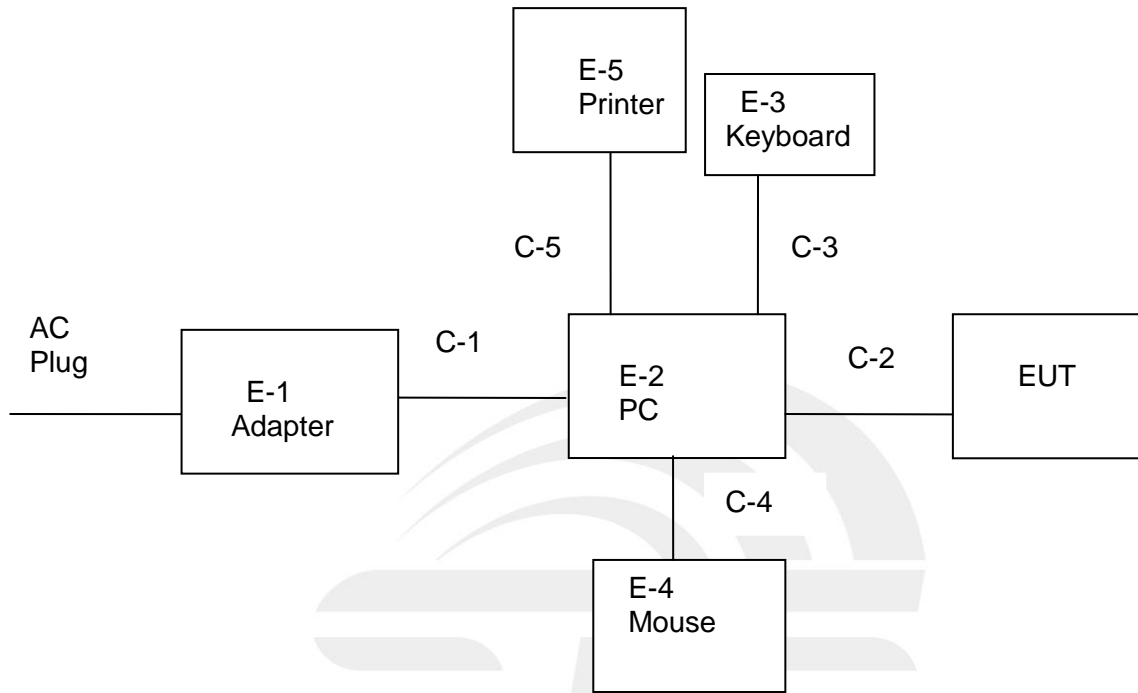 E-5
Printer
E-3
Keyboard
C-5
C-3
AC
Plug
C-1
C-2
E-1
Adapter
E-2
PC
EUT
C-4
E-4
Mouse